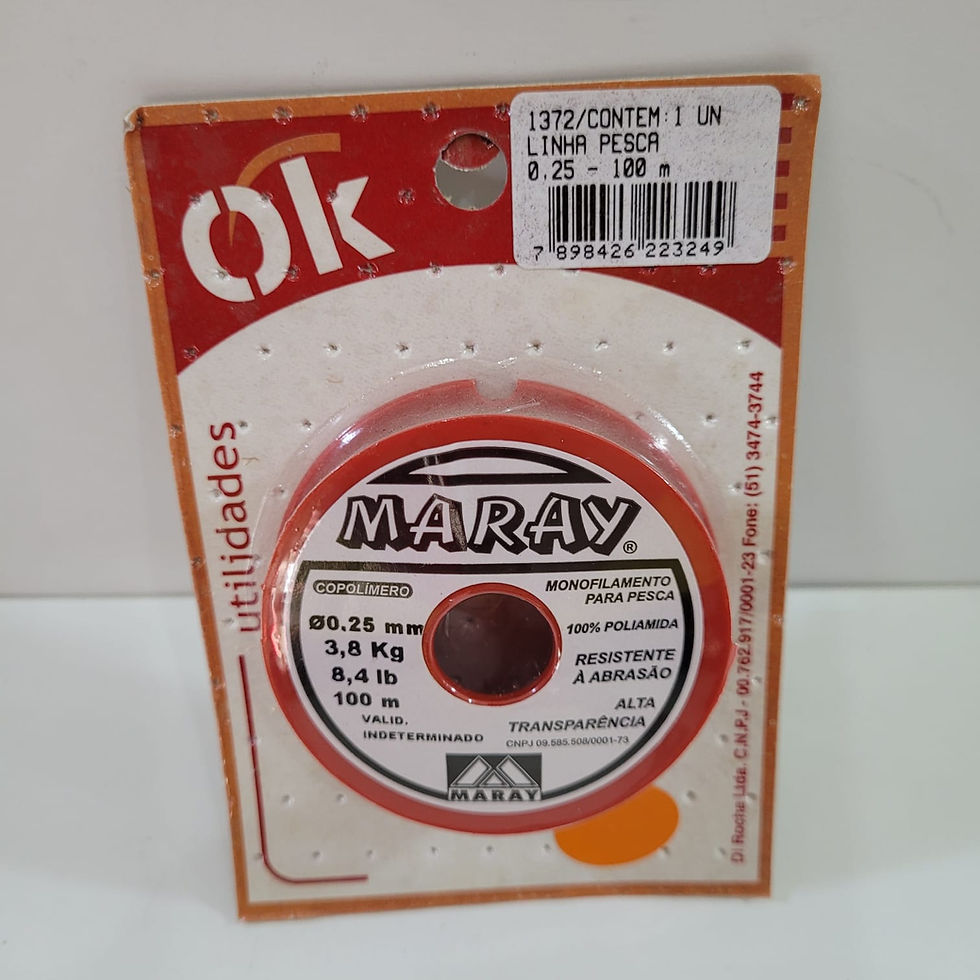 Ok
1372/CONTEM:1 UN
LINHA PESCA
0,25 - 100 m
7 898426 223249
utilidades
MARAY®
COPOLÍMERO
Ø0.25 mm
3,8 Kg
8,4 lb
100 m
VALID.
INDETERMINADO
MONOFILAMENTO
PARA PESCA
100% POLIAMIDA
RESISTENTE
À ABRASÃO
ALTA
TRANSPARÊNCIA
CNPJ 09.585.508/0001-73
MARAY
Di Rocha Ltda. C.N.P.J - 00.762.917/0001-23 Fone: (51) 3474-3744